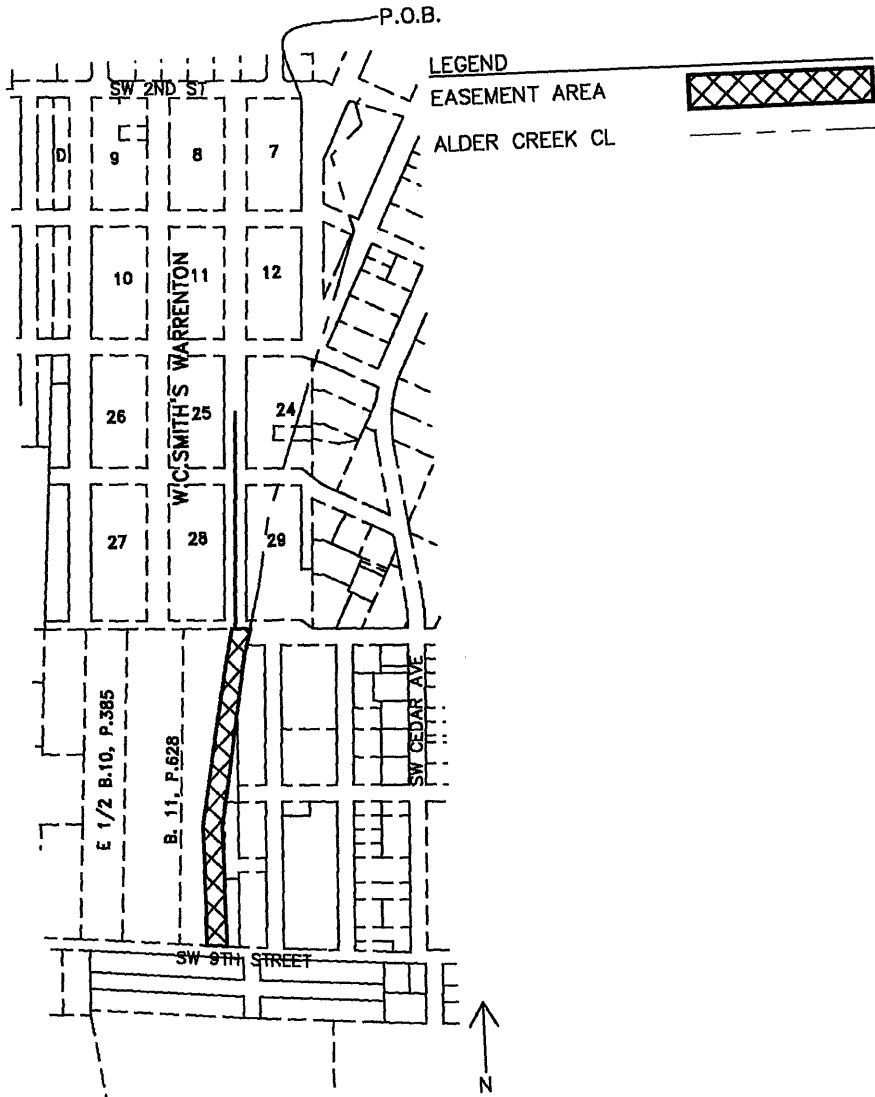 P.O.B.
LEGEND
EASEMENT AREA
ALDER CREEK CL
SW 2ND ST
D
9
8
7
10
11
12
W.C.SMITH'S WARRENTON
26
25
24
27
28
29
E 1/2 B.10, P.385
B. 11, P.628
SW CEDAR AVE
SW 9TH STREET
N